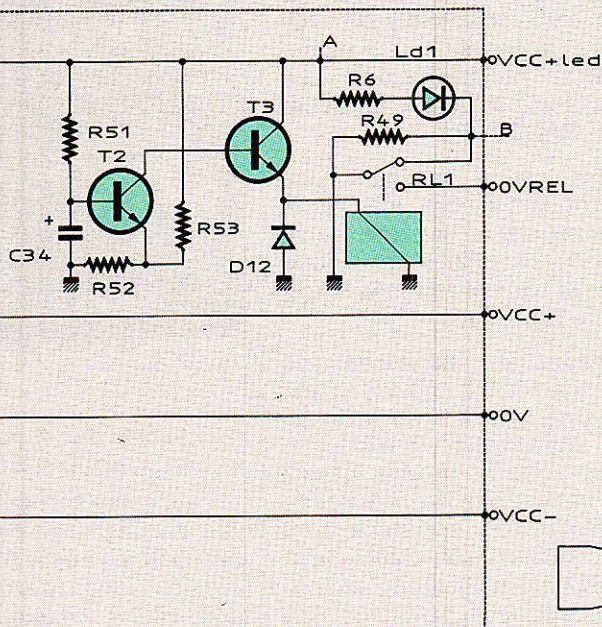 A
Ld1
VCC+led
R6
R51
T3
R49
B
T2
RL1
0VREL
+
R53
C34
D12
R52
VCC+
0V
VCC-